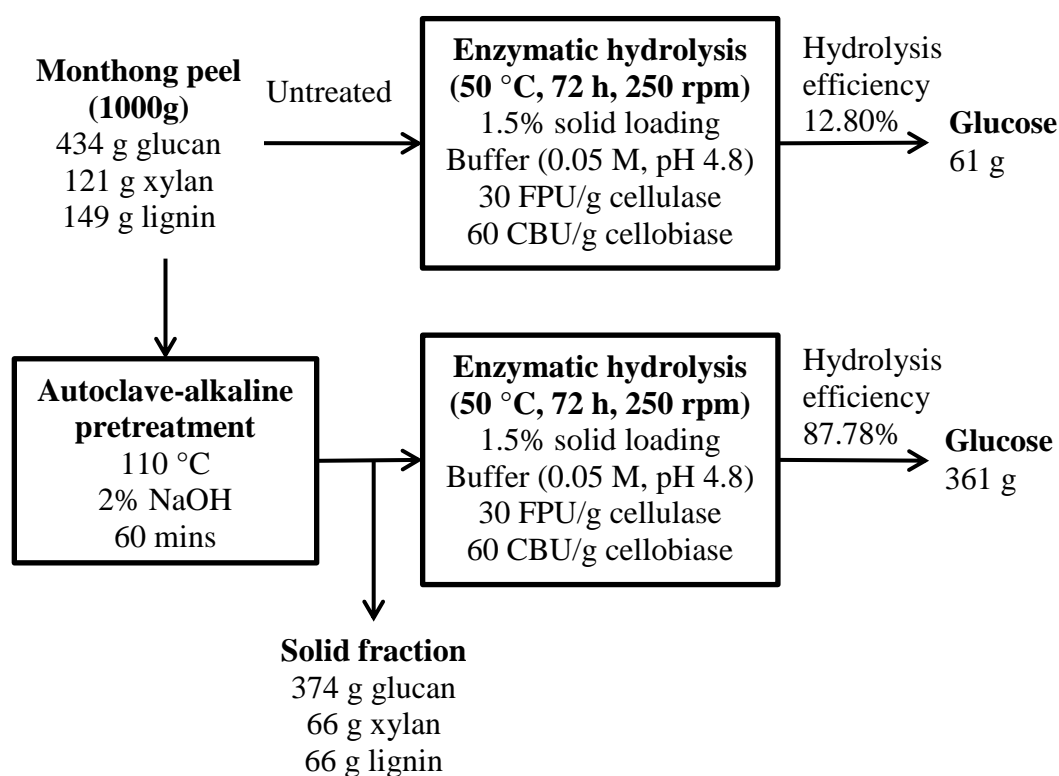 Monthong peel
(1000g)
434 g glucan
121 g xylan
149 g lignin
Untreated
Enzymatic hydrolysis
(50 °C, 72 h, 250 rpm)
1.5% solid loading
Buffer (0.05 M, pH 4.8)
30 FPU/g cellulase
60 CBU/g cellobiase
Hydrolysis
efficiency
12.80%
Glucose
61 g
Autoclave-alkaline
pretreatment
110 °C
2% NaOH
60 mins
Enzymatic hydrolysis
(50 °C, 72 h, 250 rpm)
1.5% solid loading
Buffer (0.05 M, pH 4.8)
30 FPU/g cellulase
60 CBU/g cellobiase
Hydrolysis
efficiency
87.78%
Glucose
361 g
Solid fraction
374 g glucan
66 g xylan
66 g lignin